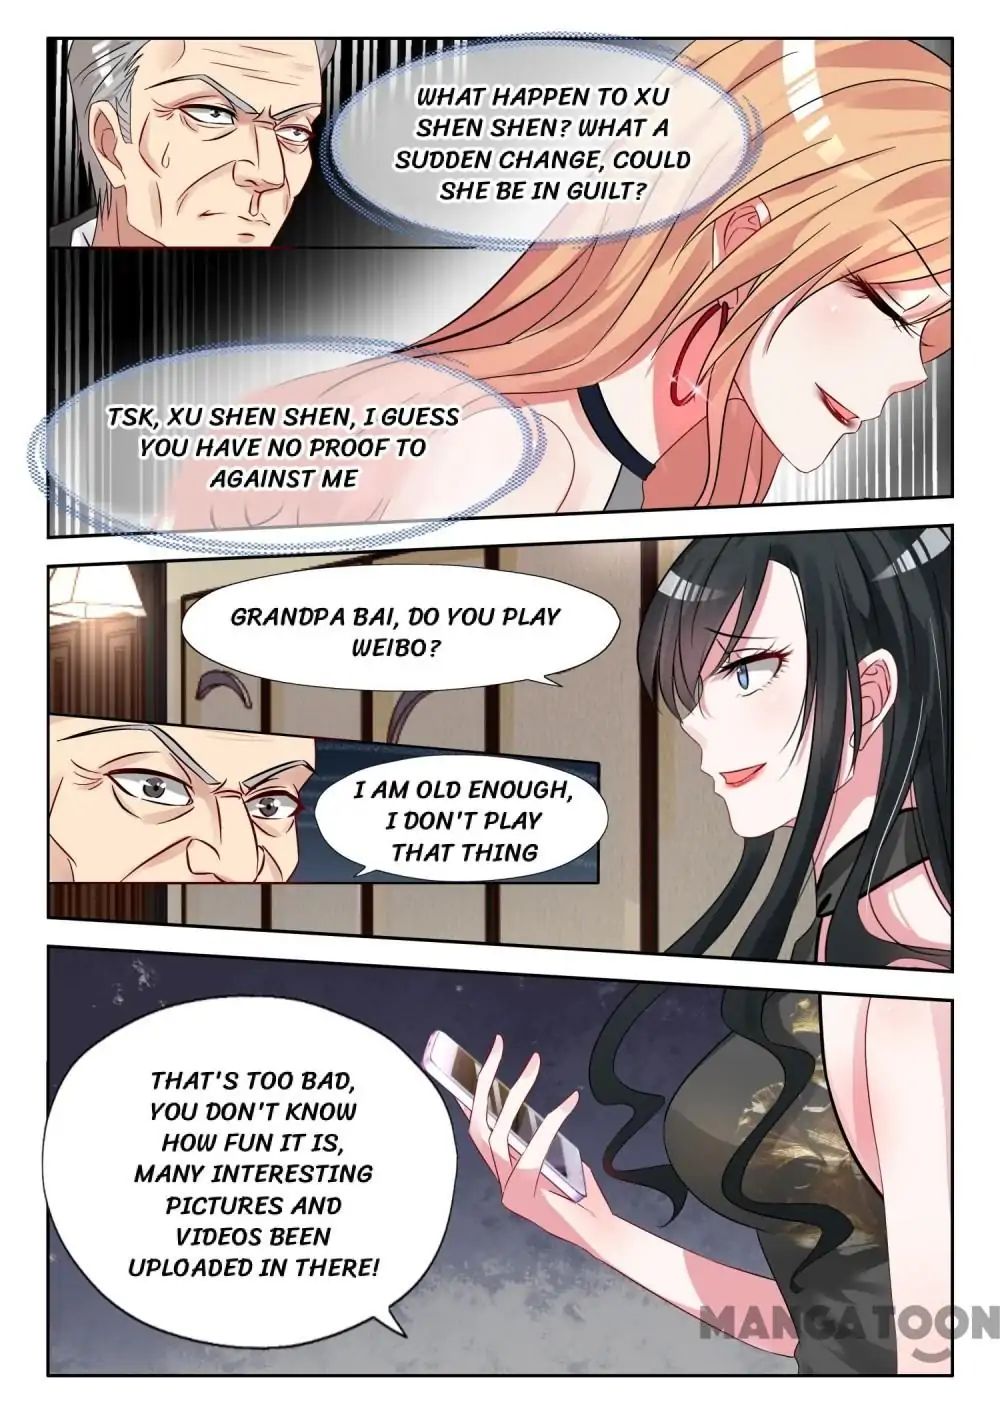 WHAT HAPPEN TO XU
SHEN SHEN? WHAT A
SUDDEN CHANGE, COULD
SHE BE IN GUILT?
TSK, XU SHEN SHEN, I GUESS
YOU HAVE NO PROOF TO
AGAINST ME
GRANDPA BAI, DO YOU PLAY
WEIBO?
I AM OLD ENOUGH,
I DON'T PLAY
THAT THING
THAT'S TOO BAD,
YOU DON'T KNOW
HOW FUN IT IS,
MANY INTERESTING
PICTURES AND
VIDEOS BEEN
UPLOADED IN THERE!
MANGATOON